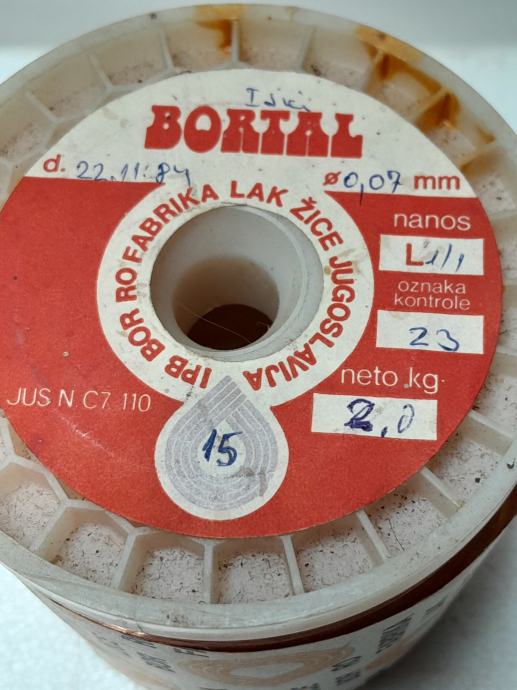 BORTAL
d. 22.11.84
ø 0,07 mm
IPB BOR RO FABRIKA LAK ŽICE JUGOSLAVIJA
nanos
L 1/1
oznaka
kontrole
23
neto kg.
2,0
JUS N C7 110
15